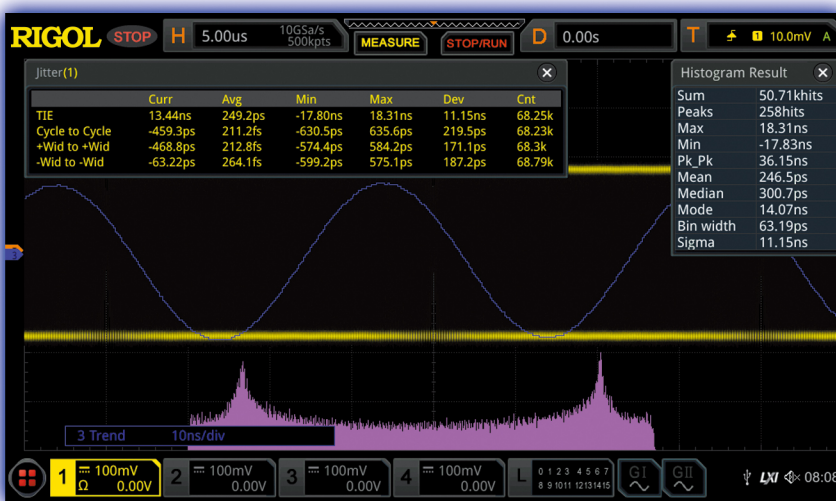 RIGOL STOP H 5.00us 10GSa/s 500kpts MEASURE STOP/RUN D 0.00s T 1 10.0mV A
Jitter(1)
Curr Avg Min Max Dev Cnt
TIE 13.44ns 249.2ps -17.80ns 18.31ns 11.15ns 68.25k
Cycle to Cycle -459.3ps 211.2fs -630.5ps 635.6ps 219.5ps 68.23k
+Wid to +Wid -468.8ps 212.8fs -574.4ps 584.2ps 171.1ps 68.3k
-Wid to -Wid -63.22ps 264.1fs -599.2ps 575.1ps 187.2ps 68.79k
Histogram Result
Sum 50.71khits
Peaks 258hits
Max 18.31ns
Min -17.83ns
Pk_Pk 36.15ns
Mean 246.5ps
Median 300.7ps
Mode 14.07ns
Bin width 63.19ps
Sigma 11.15ns
3
3 Trend 10ns/div
1 100mV Ω 0.00V
2 100mV 0.00V
3 100mV 0.00V
4 100mV 0.00V
L 0 1 2 3 4 5 6 7
8 9 10 11 12 13 14 15
GI GII
LXI 08:08